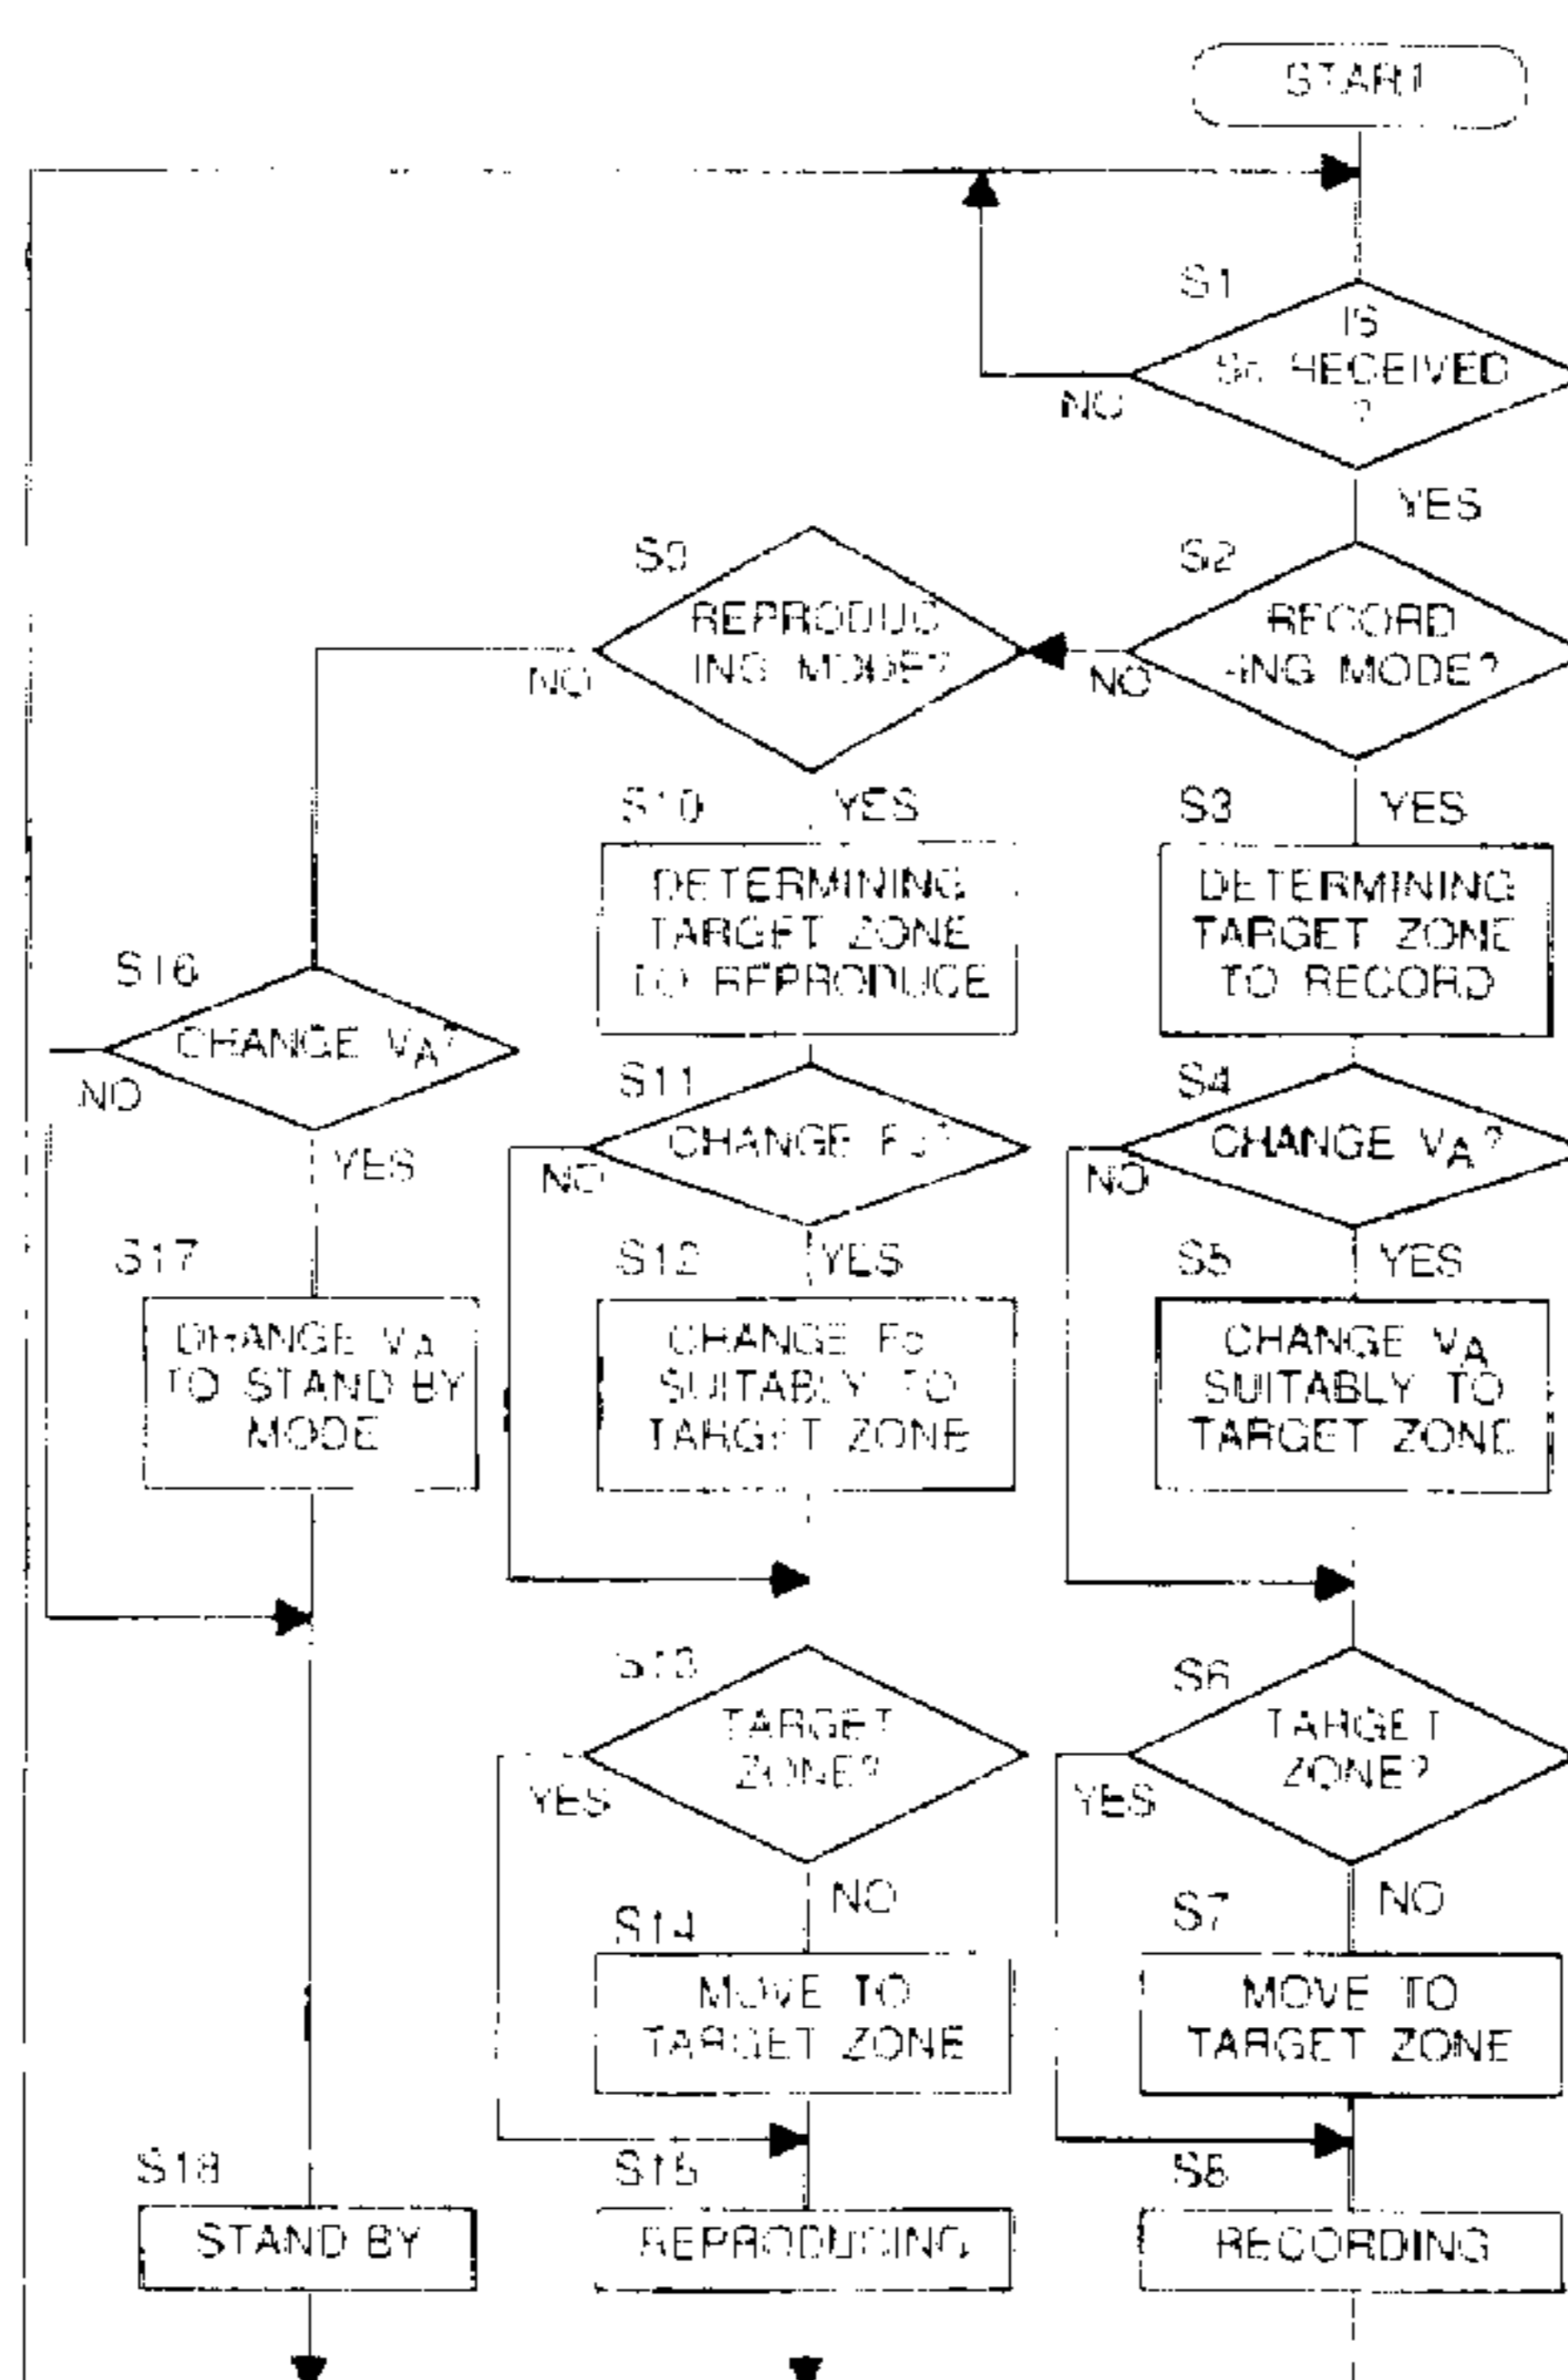 START
S1
IS
RECEIVED
?
NO
YES
S9
REPRODUC
ING MODE?
NO
S2
RECORD
-ING MODE?
NO
S10
YES
S3
YES
DETERMINING
TARGET ZONE
TO REPRODUCE
DETERMINING
TARGET ZONE
TO RECORD
S16
CHANGE VA?
NO
YES
S11
CHANGE
NO
S4
CHANGE VA?
NO
S17
S12
YES
S5
YES
CHANGE VA
TO STAND BY
MODE
CHANGE
SUITABLY TO
TARGET ZONE
CHANGE VA
SUITABLY TO
TARGET ZONE
S13
TARGET
ZONE?
YES
NO
S6
TARGET
ZONE?
YES
NO
S14
MOVE TO
TARGET ZONE
S7
MOVE TO
TARGET ZONE
S18
STAND BY
S15
REPRODUCING
S8
RECORDING